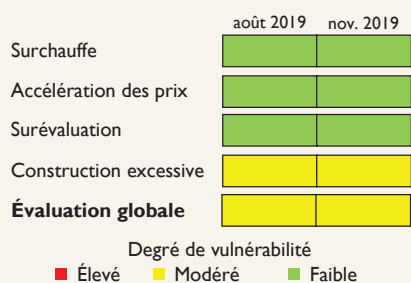 août 2019 nov. 2019
Surchauffe
Accélération des prix
Surévaluation
Construction excessive
Évaluation globale
Degré de vulnérabilité
Élevé Modéré Faible